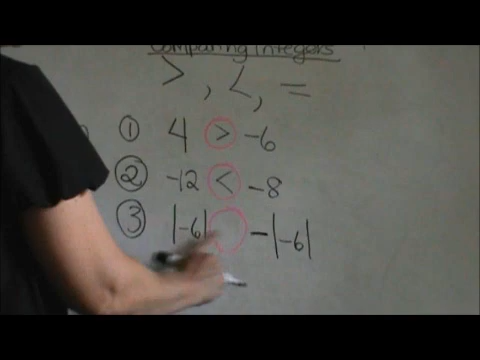 Comparing Integers
>, <, =
① 4 > -6
② -12 < -8
③ |-6| -|-6|